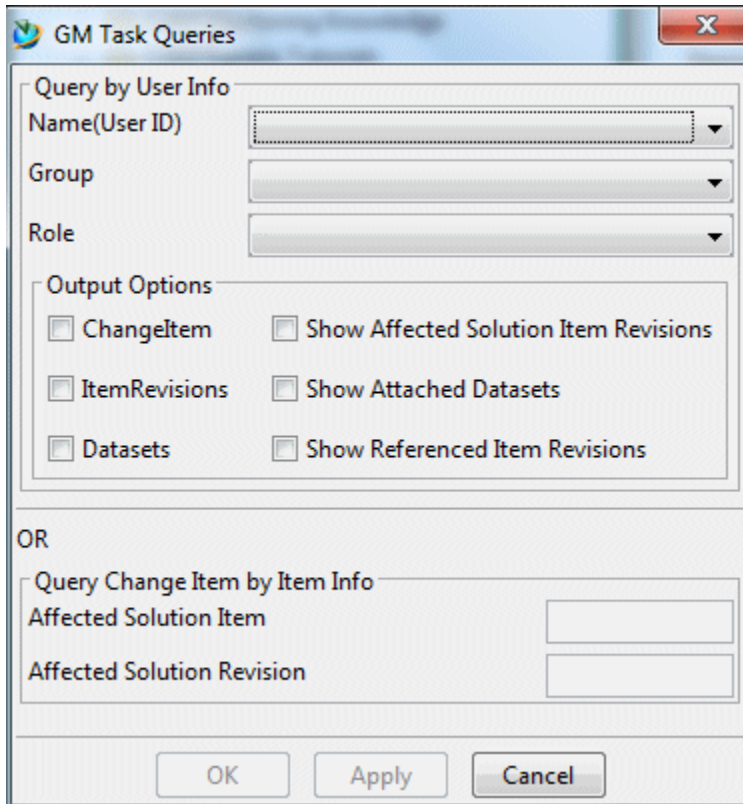 GM Task Queries
Query by User Info
Name(User ID)
Group
Role
Output Options
ChangeItem Show Affected Solution Item Revisions
ItemRevisions Show Attached Datasets
Datasets Show Referenced Item Revisions
OR
Query Change Item by Item Info
Affected Solution Item
Affected Solution Revision
OK Apply Cancel